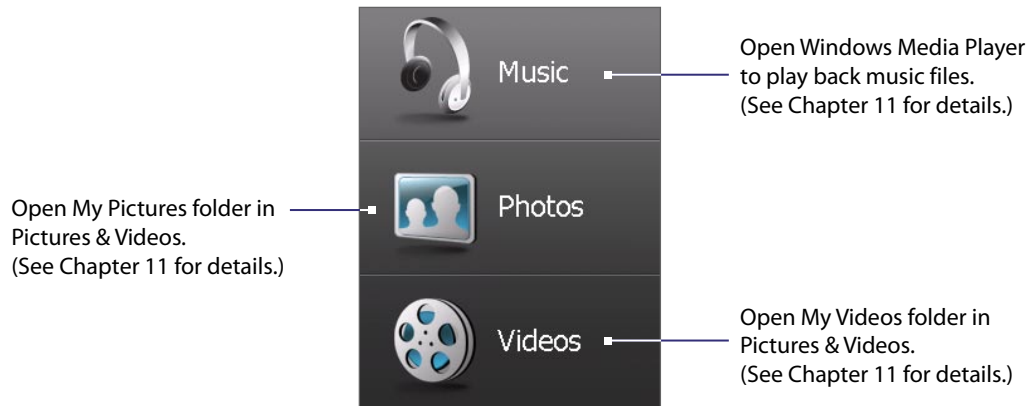 Music
Open Windows Media Player
to play back music files.
(See Chapter 11 for details.)
Open My Pictures folder in
Pictures & Videos.
(See Chapter 11 for details.)
Photos
Videos
Open My Videos folder in
Pictures & Videos.
(See Chapter 11 for details.)